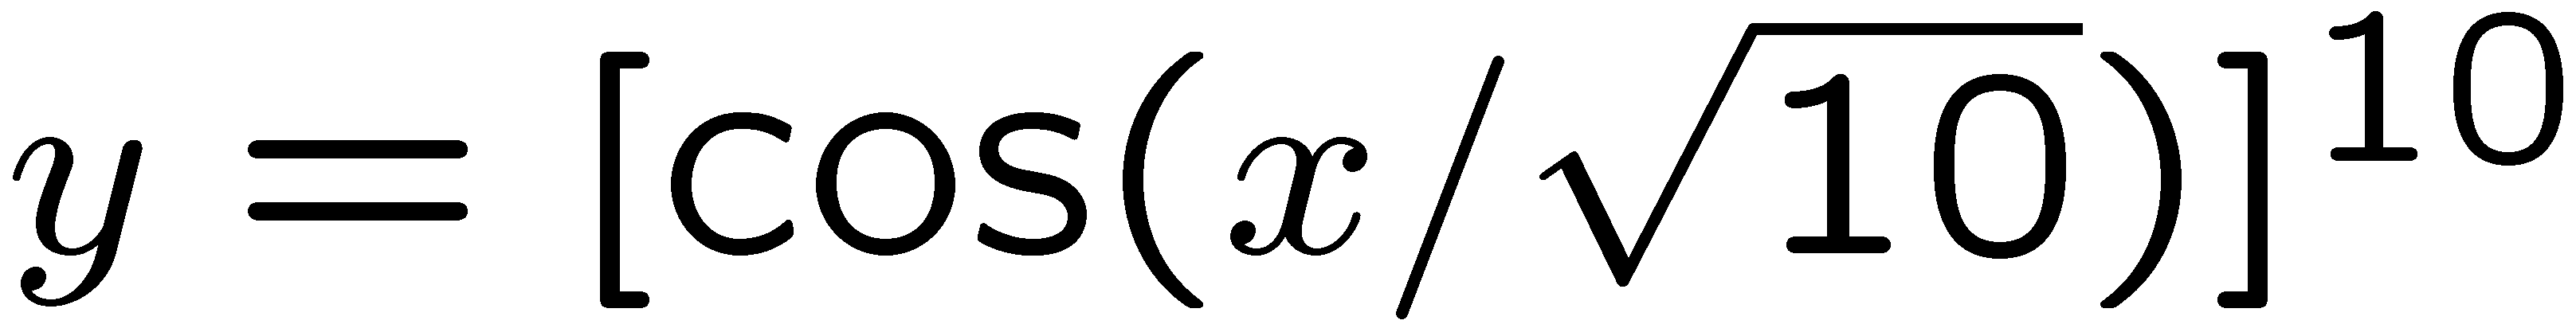 y = [cos(x/√10)]¹⁰